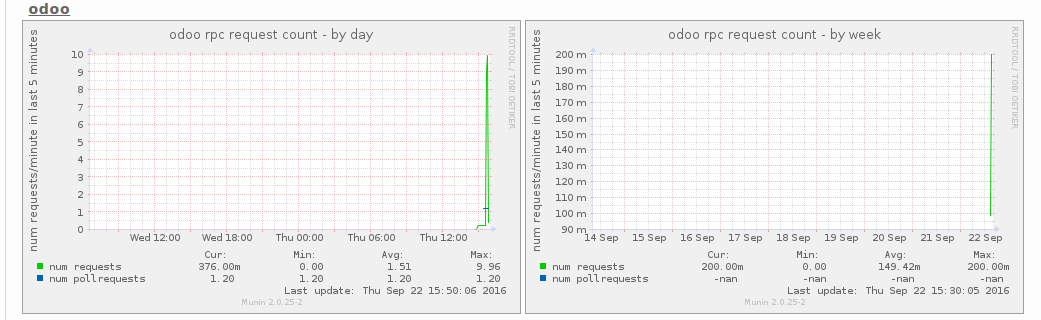 odoo
odoo rpc request count - by day
RRDTOOL / TOBI OETIKER
num requests/minute in last 5 minutes
10
9
8
7
6
5
4
3
2
1
0
Wed 12:00 Wed 18:00 Thu 00:00 Thu 06:00 Thu 12:00
Cur: Min: Avg: Max:
num requests 376.00m 0.00 1.51 9.96
num pollrequests 1.20 1.20 1.20 1.20
Last update: Thu Sep 22 15:50:06 2016
Munin 2.0.25-2
odoo rpc request count - by week
RRDTOOL / TOBI OETIKER
num requests/minute in last 5 minutes
200 m
190 m
180 m
170 m
160 m
150 m
140 m
130 m
120 m
110 m
100 m
90 m
14 Sep 15 Sep 16 Sep 17 Sep 18 Sep 19 Sep 20 Sep 21 Sep 22 Sep
Cur: Min: Avg: Max:
num requests 200.00m 0.00 149.42m 200.00m
num pollrequests -nan -nan -nan -nan
Last update: Thu Sep 22 15:30:05 2016
Munin 2.0.25-2